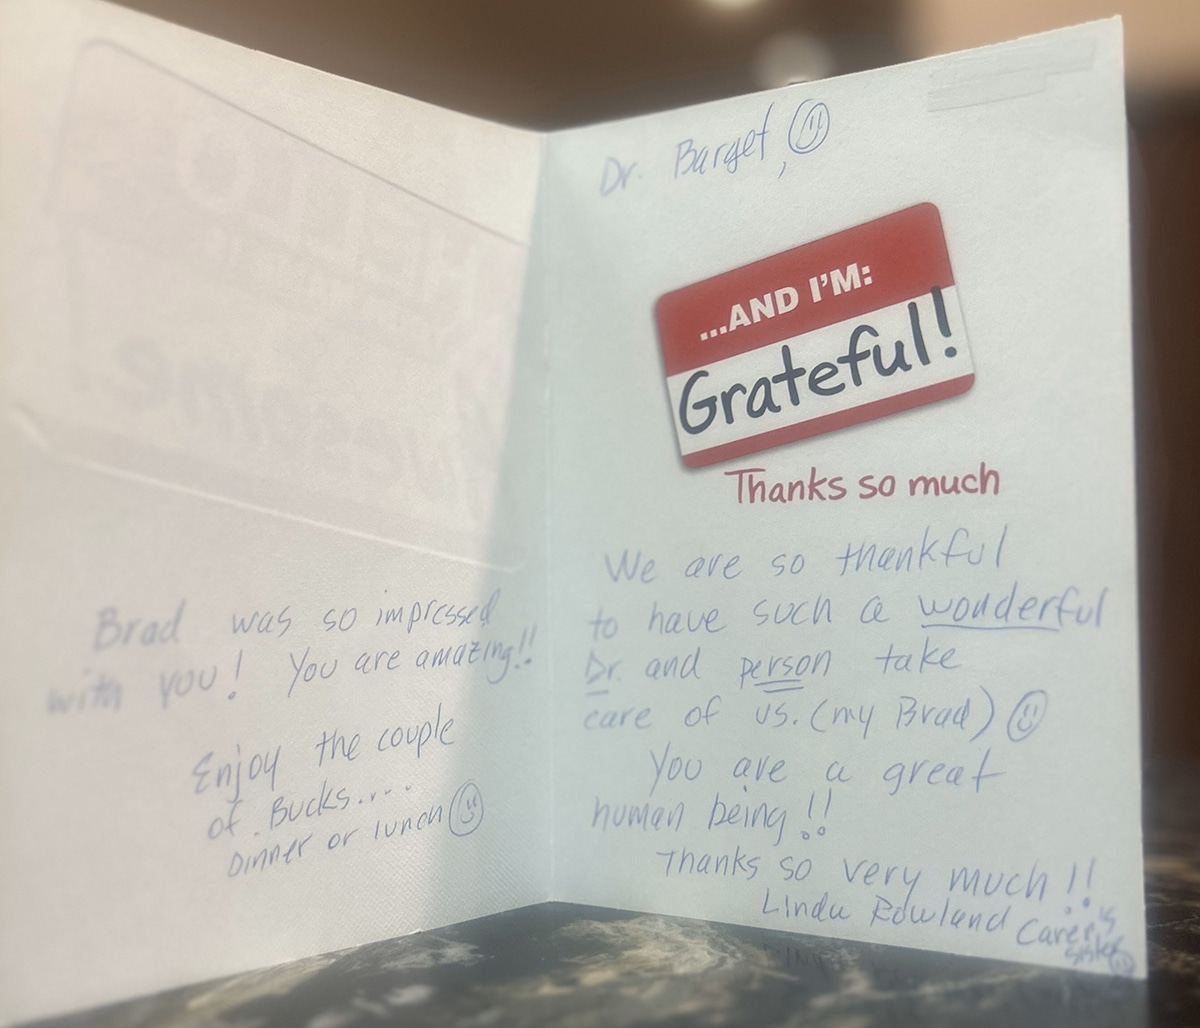 Brad was so impressed
with you! You are amazing!!
Enjoy the couple
of Bucks....
Dinner or lunch
Dr. Barget,
...AND I'M:
Grateful!
Thanks so much
We are so thankful
to have such a wonderful
Dr. and person take
care of us. (my Brad)
You are a great
human being!!
Thanks so very much!!
Linda Rowland
sister